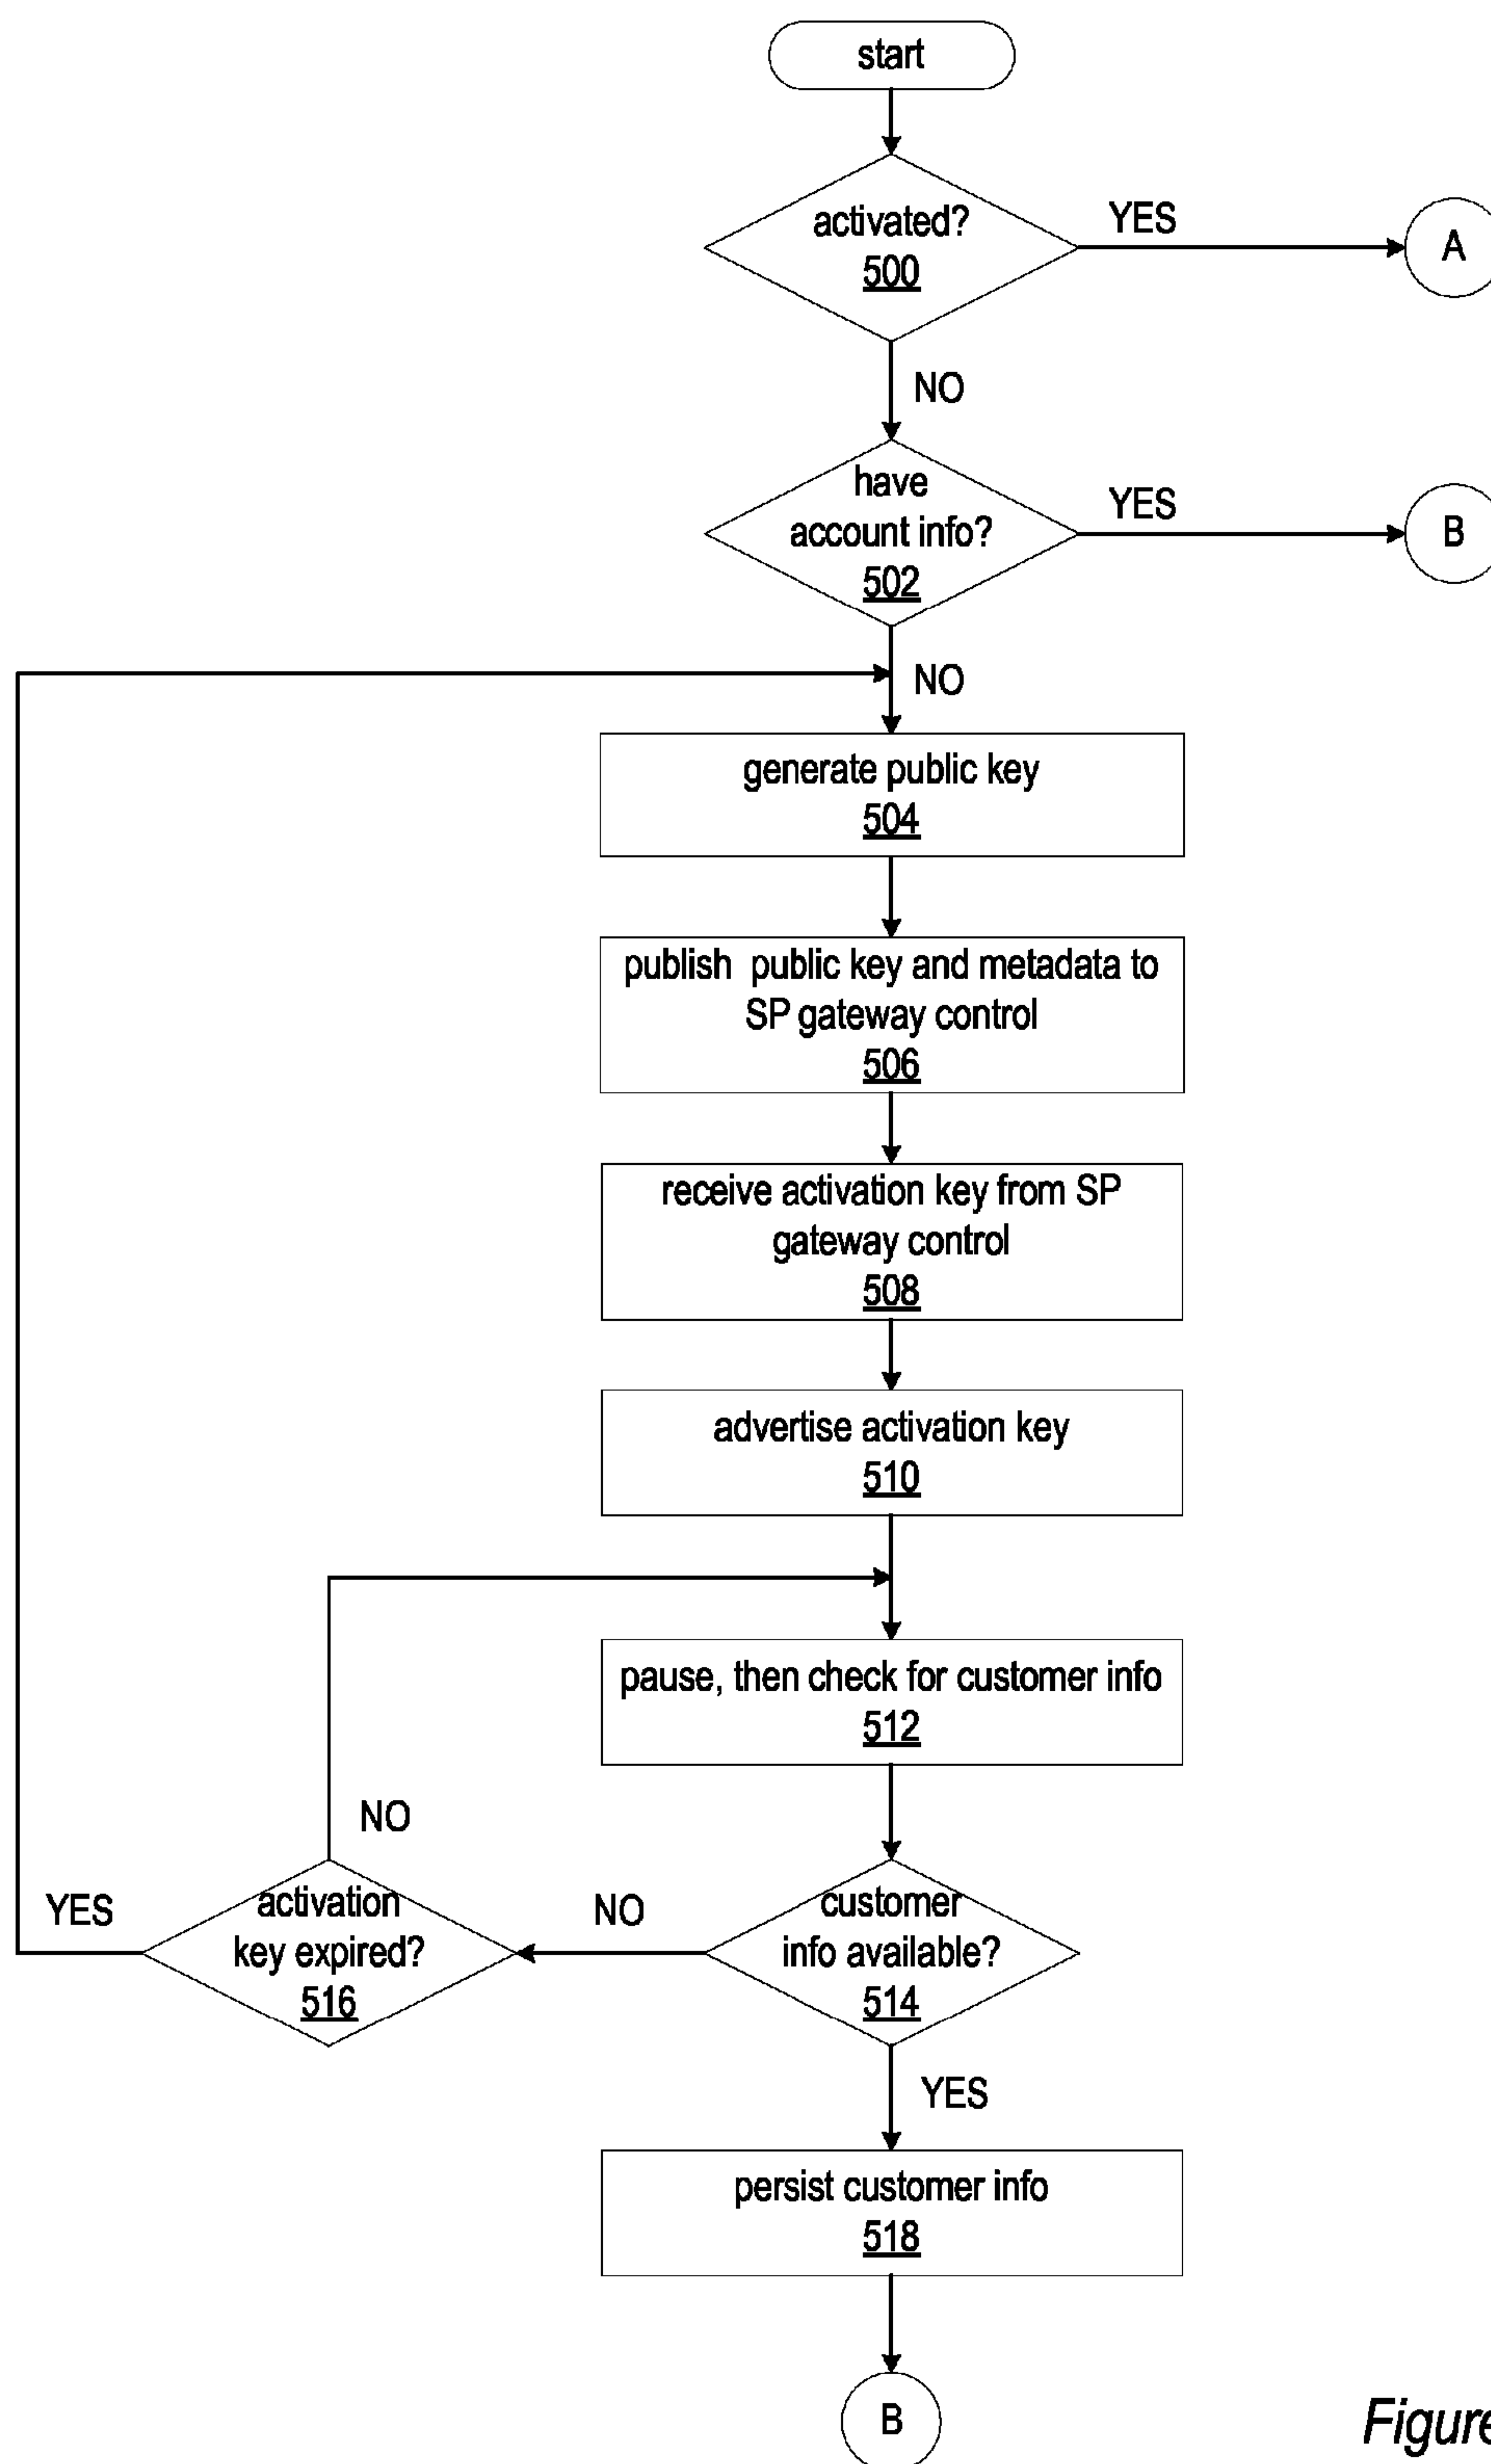 start
activated?
500
YES
A
NO
have
account info?
502
YES
B
NO
generate public key
504
publish public key and metadata to
SP gateway control
506
receive activation key from SP
gateway control
508
advertise activation key
510
pause, then check for customer info
512
NO
YES
activation
key expired?
516
NO
customer
info available?
514
YES
persist customer info
518
B
Figure